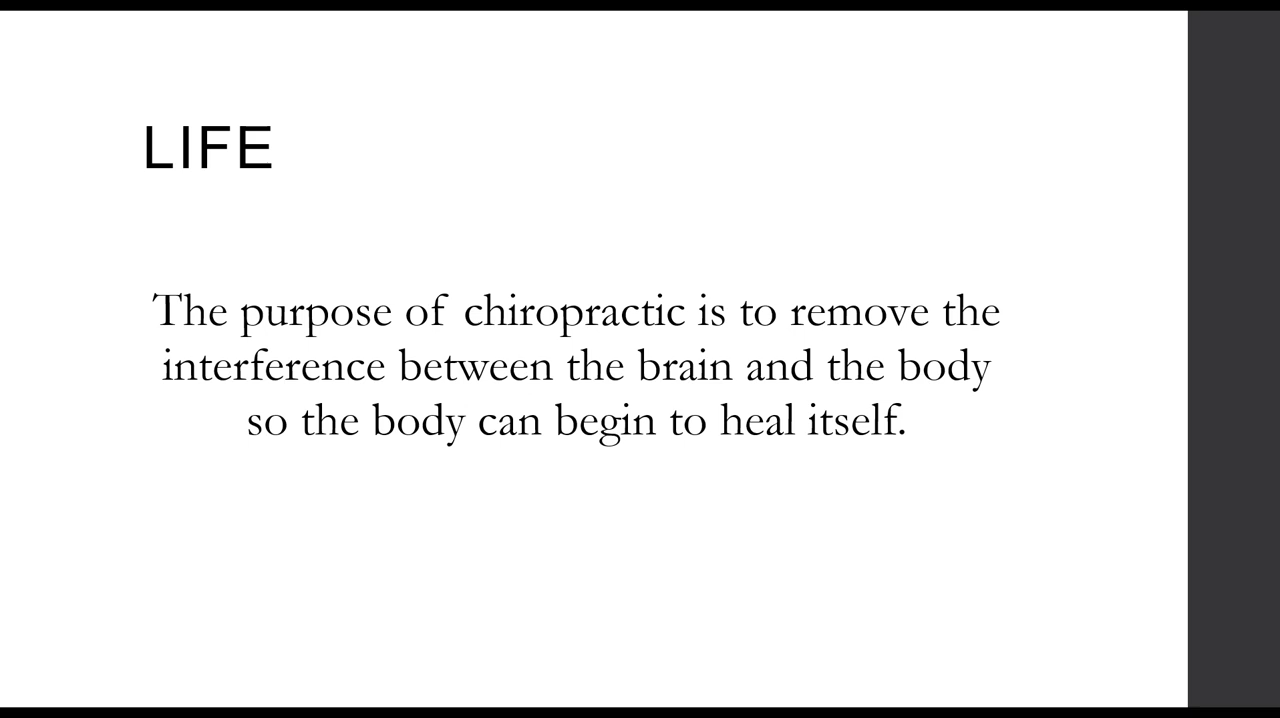 LIFE
The purpose of chiropractic is to remove the
interference between the brain and the body
so the body can begin to heal itself.